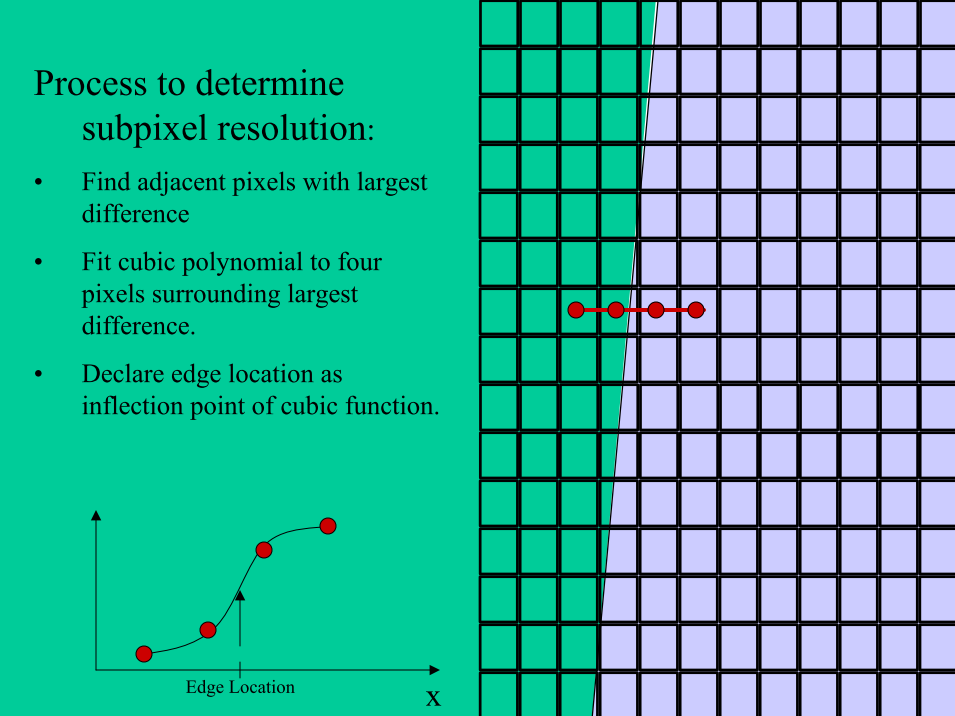 Process to determine
subpixel resolution:
• Find adjacent pixels with largest
difference
• Fit cubic polynomial to four
pixels surrounding largest
difference.
• Declare edge location as
inflection point of cubic function.
Edge Location
x